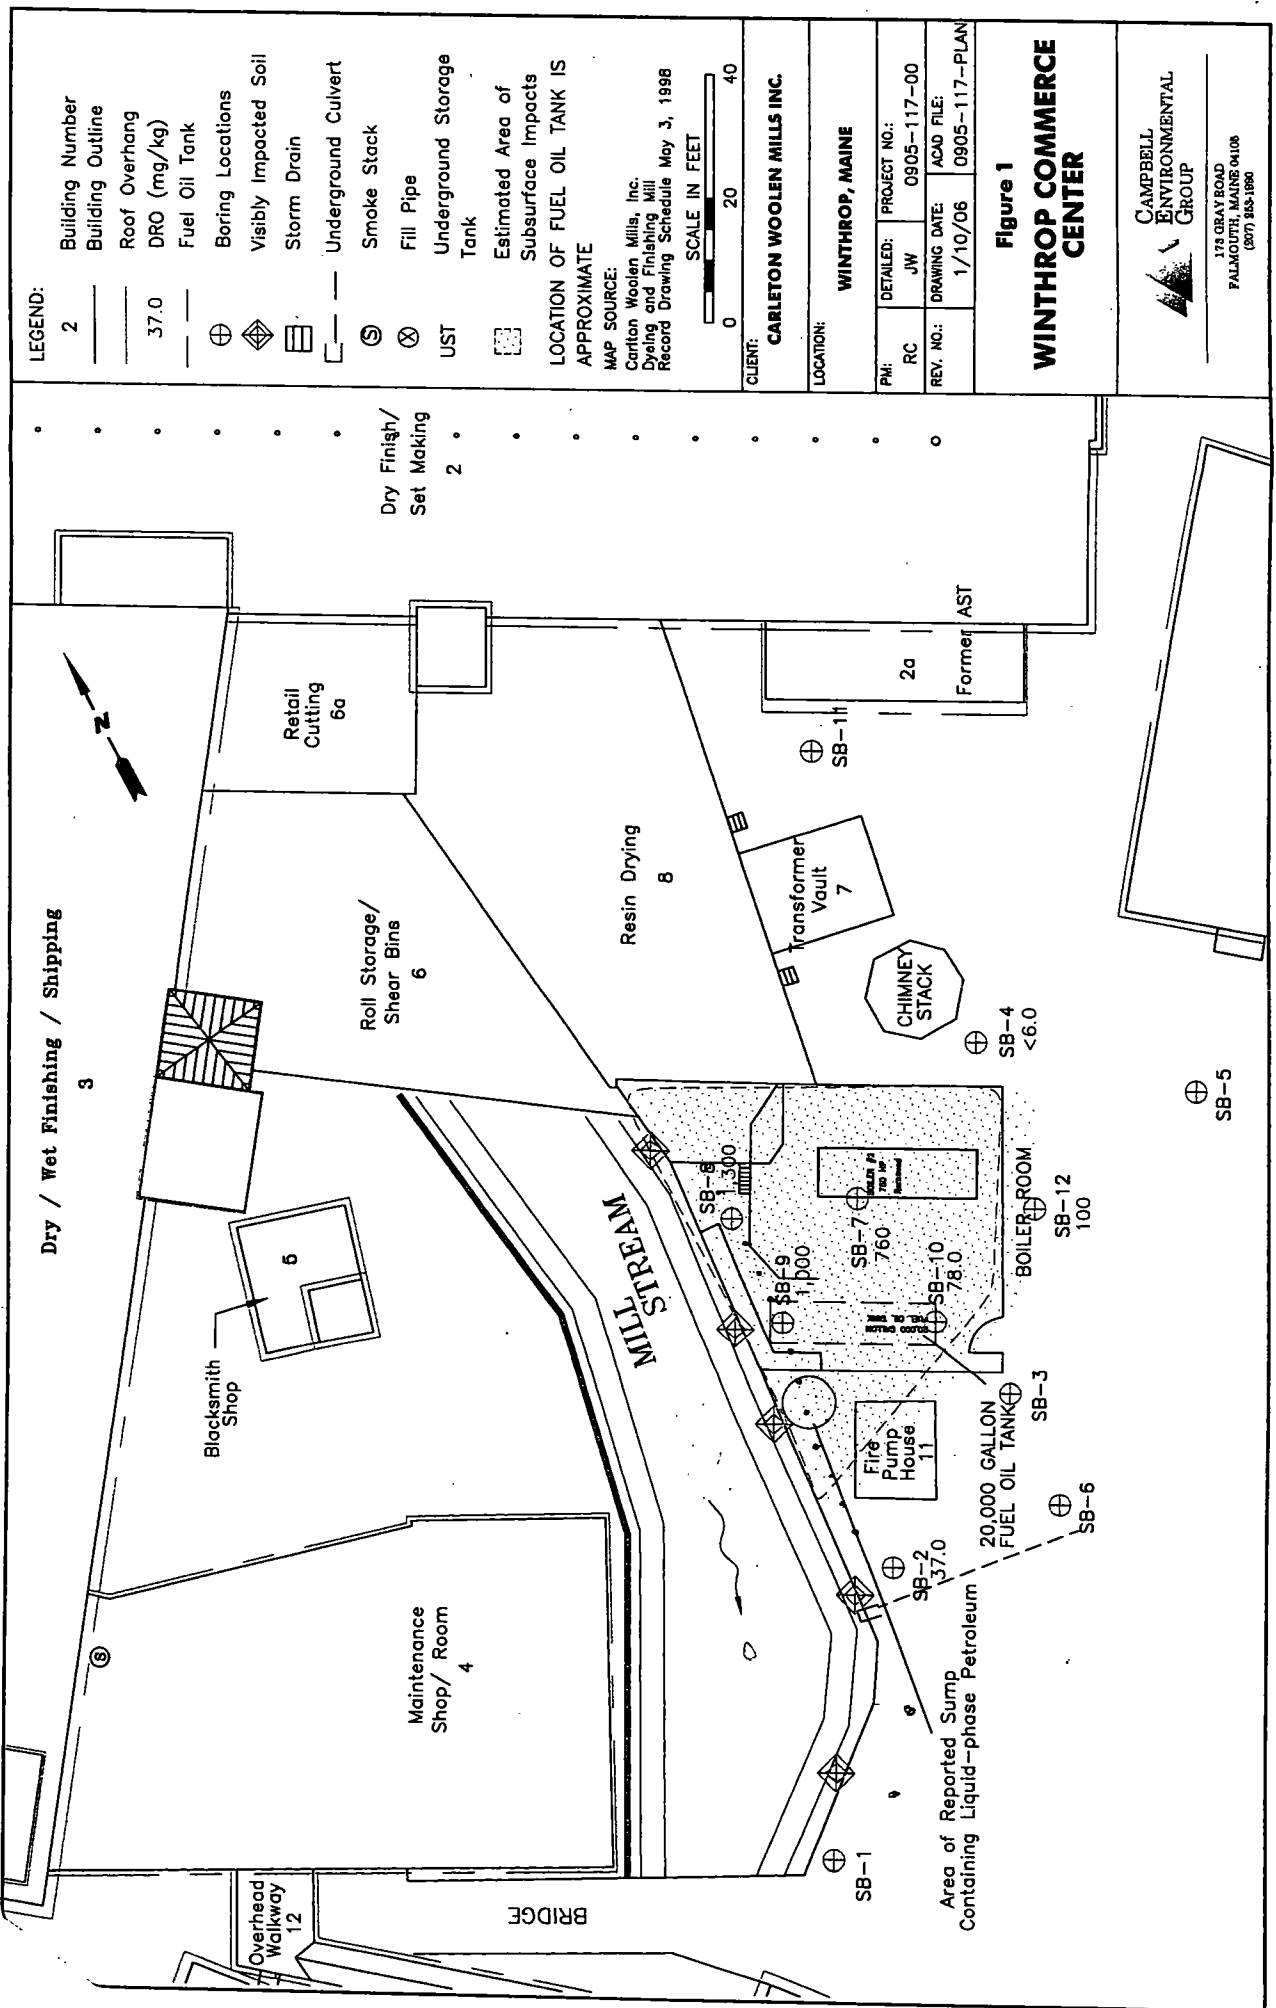 LEGEND:
2 Building Number
Building Outline
Roof Overhang
37.0 DRO (mg/kg)
Fuel Oil Tank
Boring Locations
Visibly Impacted Soil
Storm Drain
Underground Culvert
S Smoke Stack
Fill Pipe
UST Underground Storage
Tank
Estimated Area of
Subsurface Impacts
LOCATION OF FUEL OIL TANK IS
APPROXIMATE
MAP SOURCE:
Carlton Woolen Mills, Inc.
Dyeing and Finishing Mill
Record Drawing Schedule May 3, 1998
SCALE IN FEET
0 20 40
CLIENT:
CARLETON WOOLEN MILLS INC.
LOCATION:
WINTHROP, MAINE
PM: RC
DETAILED: JW
PROJECT NO.: 0905-117-00
REV. NO.:
DRAWING DATE: 1/10/06
ACAD FILE: 0905-117-PLAN
Figure 1
WINTHROP COMMERCE
CENTER
CAMPBELL
ENVIRONMENTAL
GROUP
173 GRAY ROAD
FALMOUTH, MAINE 04105
Dry / Wet Finishing / Shipping
3
N
Dry Finish/
Set Making
2
Retail
Cutting
6a
Roll Storage/
Shear Bins
6
Resin Drying
8
2a
Former AST
SB-11
Transformer
Vault
7
CHIMNEY
STACK
SB-4
<6.0
SB-5
Blacksmith
Shop
5
MILL
STREAM
SB-8
1,300
SB-9
1,000
SB-7
760
SB-10
78.0
BOILER #2
750 HP
Removed
BOILER ROOM
SB-12
100
SB-3
20,000 GALLON
FUEL OIL TANK
Fire
Pump
House
11
SB-6
SB-2
37.0
Maintenance
Shop/ Room
4
S
Area of Reported Sump
Containing Liquid-phase Petroleum
SB-1
Overhead
Walkway
12
BRIDGE